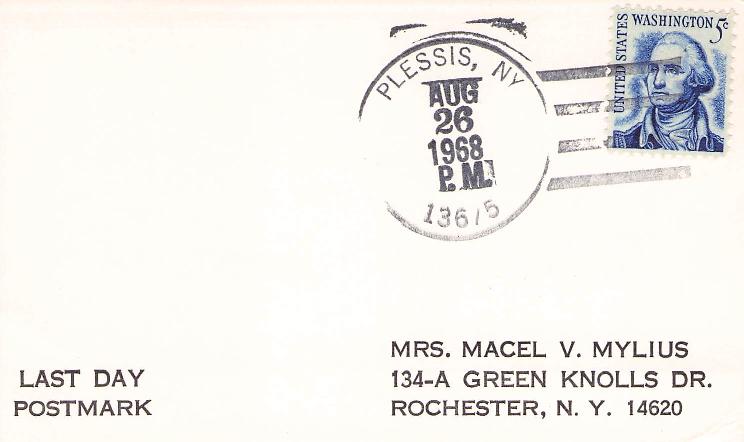 PLESSIS, NY
AUG
26
1968
P.M.
13675
UNITED STATES
WASHINGTON 5c
LAST DAY
POSTMARK
MRS. MACEL V. MYLIUS
134-A GREEN KNOLLS DR.
ROCHESTER, N. Y. 14620